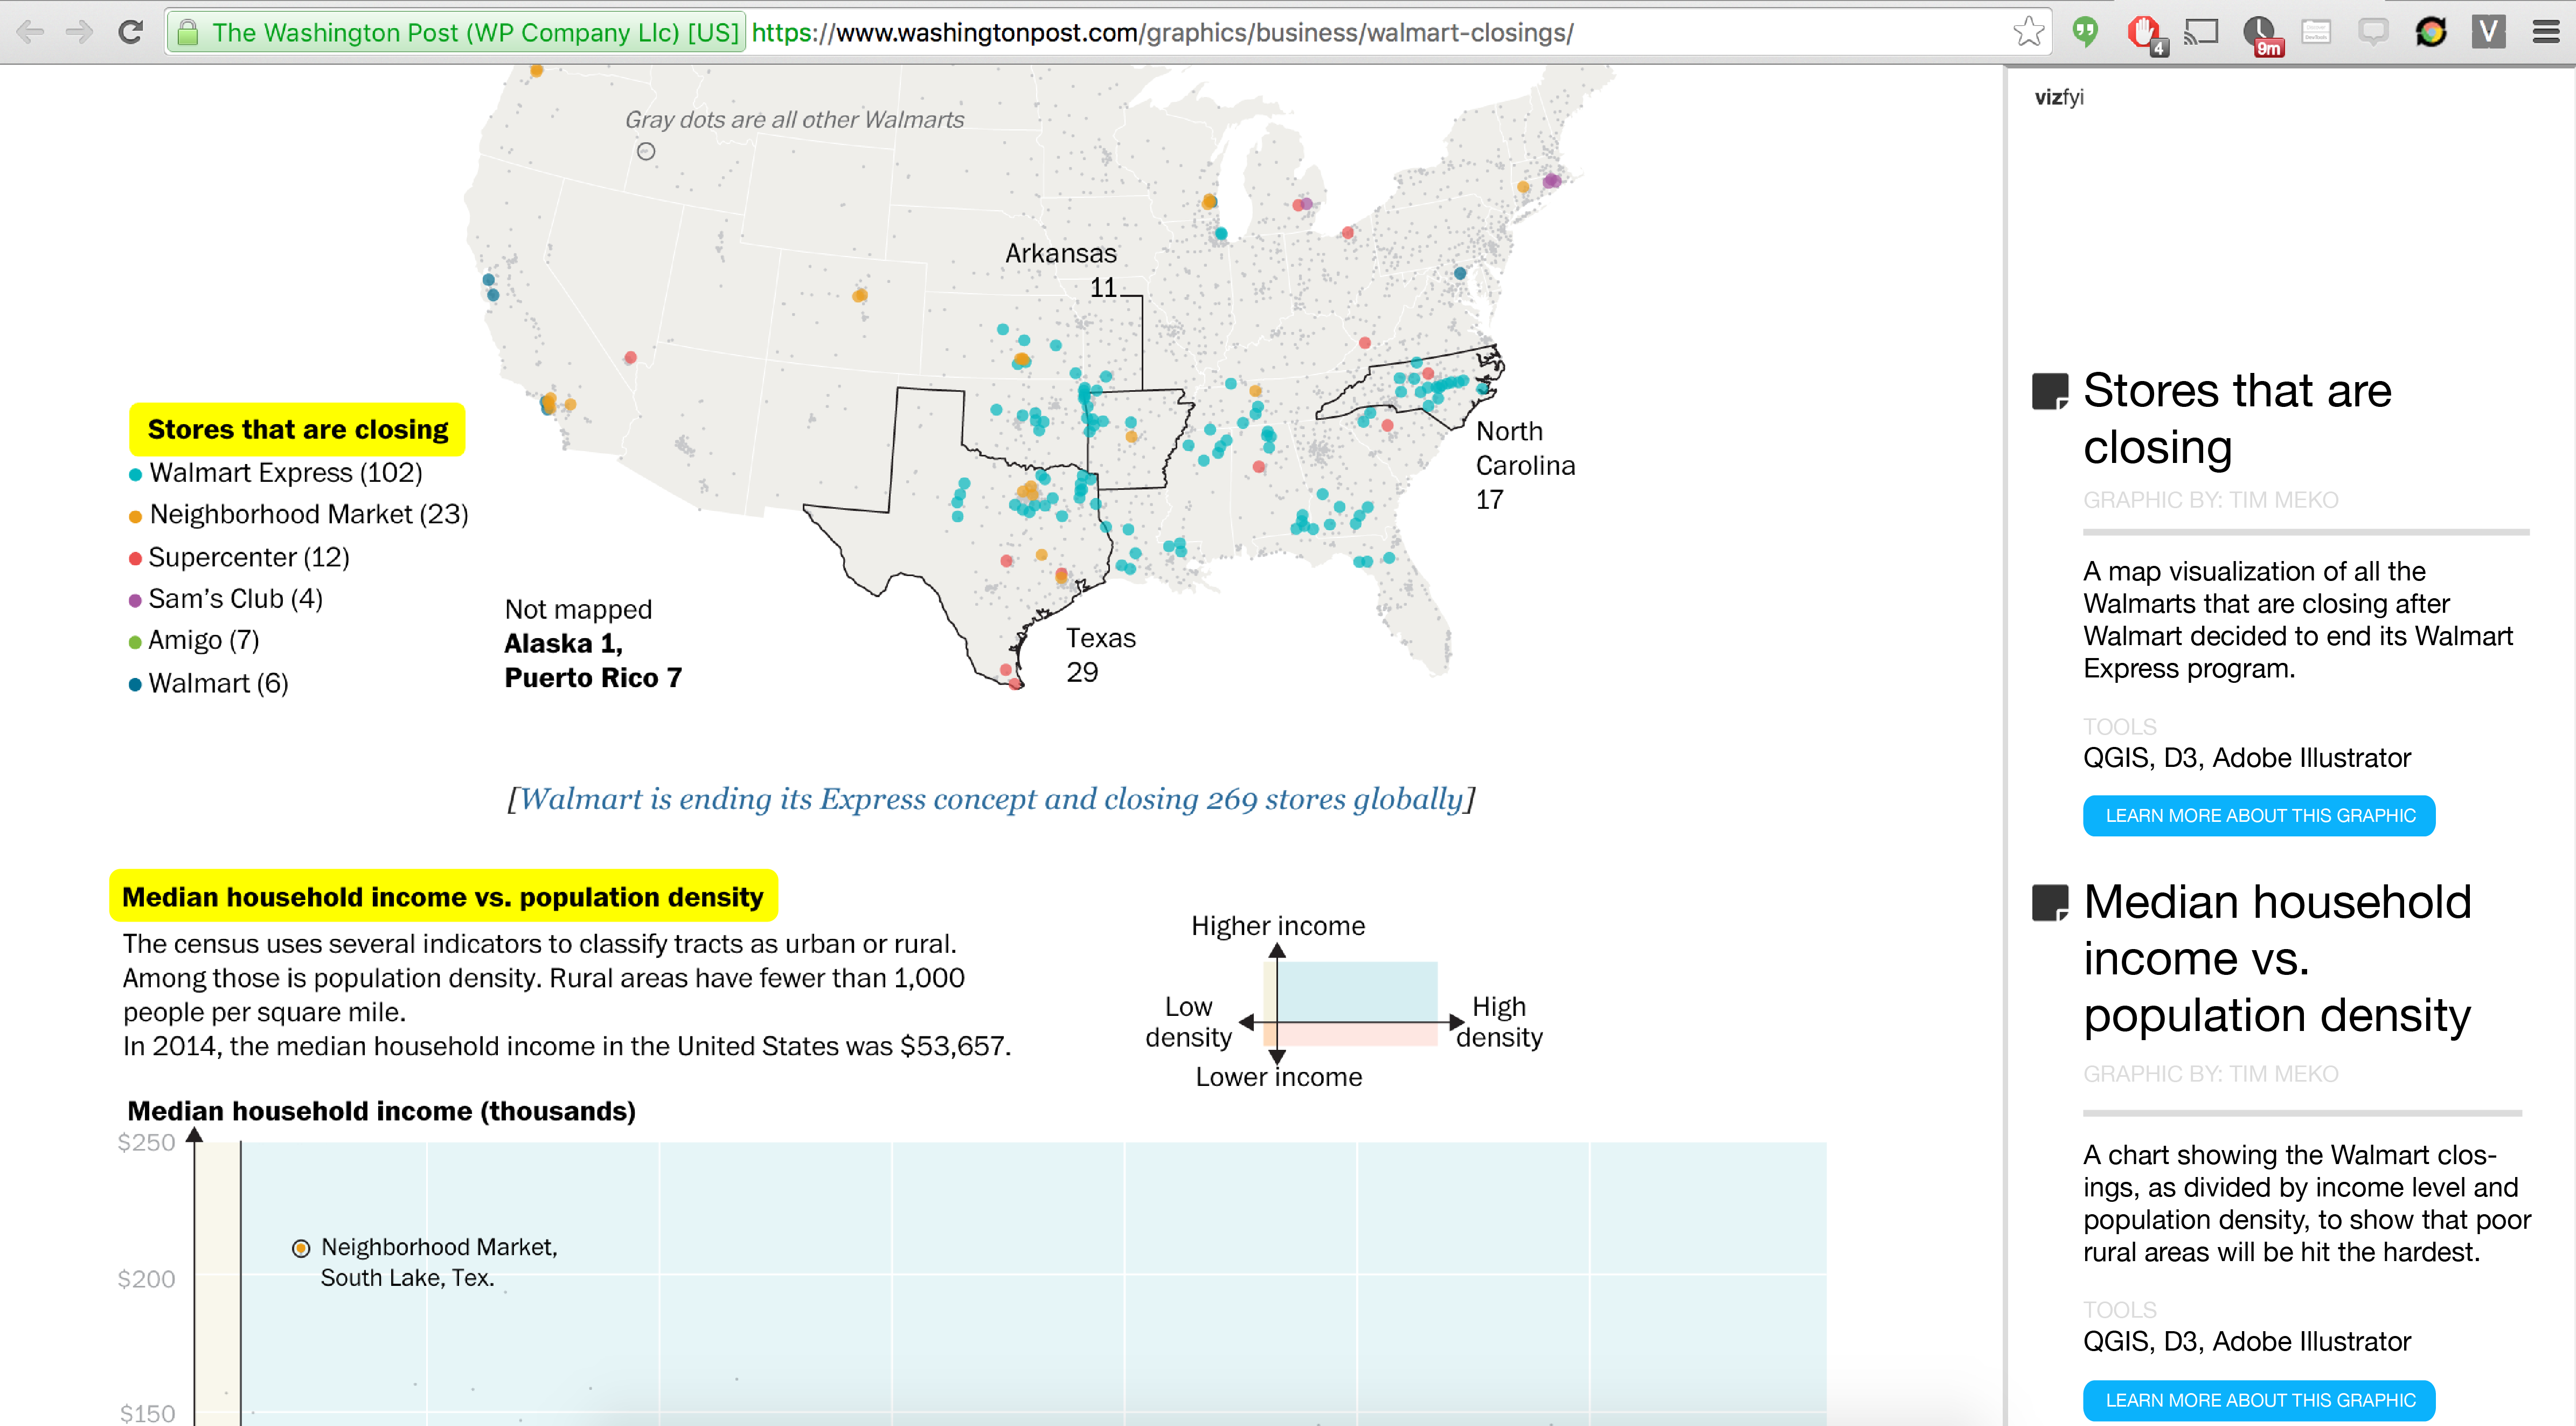 The Washington Post (WP Company Llc) [US] https://www.washingtonpost.com/graphics/business/walmart-closings/
4
9m
V
Gray dots are all other Walmarts
Arkansas
11
North
Carolina
17
Texas
29
Stores that are closing
Walmart Express (102)
Neighborhood Market (23)
Supercenter (12)
Sam's Club (4)
Amigo (7)
Walmart (6)
Not mapped
Alaska 1,
Puerto Rico 7
[Walmart is ending its Express concept and closing 269 stores globally]
Median household income vs. population density
The census uses several indicators to classify tracts as urban or rural.
Among those is population density. Rural areas have fewer than 1,000
people per square mile.
In 2014, the median household income in the United States was $53,657.
Higher income
Low
density
High
density
Lower income
Median household income (thousands)
$250
Neighborhood Market,
South Lake, Tex.
$200
$150
vizfyi
Stores that are
closing
GRAPHIC BY: TIM MEKO
A map visualization of all the
Walmarts that are closing after
Walmart decided to end its Walmart
Express program.
TOOLS
QGIS, D3, Adobe Illustrator
LEARN MORE ABOUT THIS GRAPHIC
Median household
income vs.
population density
GRAPHIC BY: TIM MEKO
A chart showing the Walmart clos-
ings, as divided by income level and
population density, to show that poor
rural areas will be hit the hardest.
TOOLS
QGIS, D3, Adobe Illustrator
LEARN MORE ABOUT THIS GRAPHIC